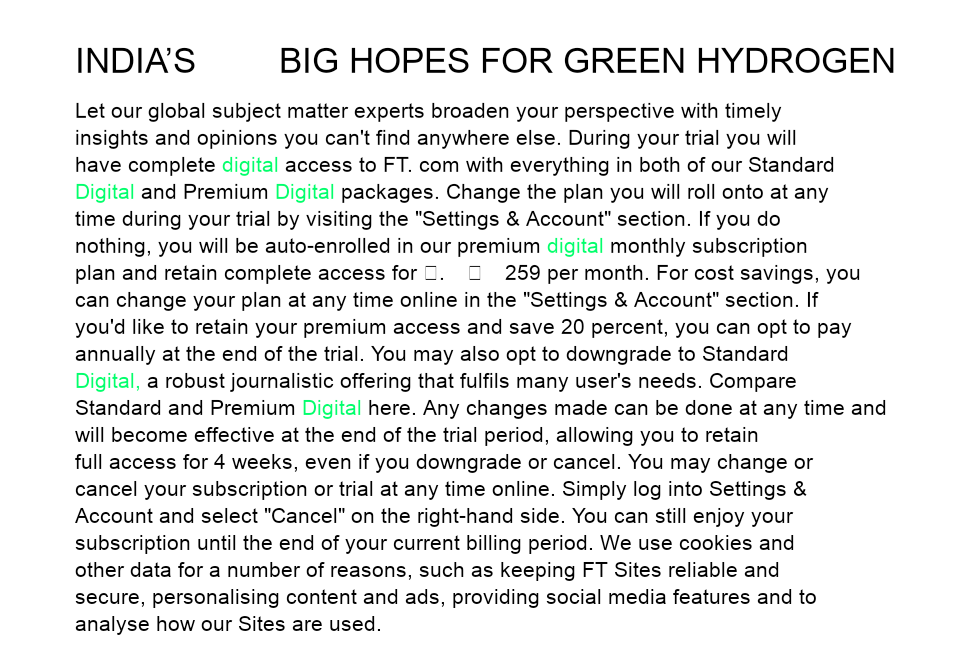 INDIA’S BIG HOPES FOR GREEN HYDROGEN
Let our global subject matter experts broaden your perspective with timely
insights and opinions you can't find anywhere else. During your trial you will
have complete digital access to FT. com with everything in both of our Standard
Digital and Premium Digital packages. Change the plan you will roll onto at any
time during your trial by visiting the "Settings & Account" section. If you do
nothing, you will be auto-enrolled in our premium digital monthly subscription
plan and retain complete access for □. □ 259 per month. For cost savings, you
can change your plan at any time online in the "Settings & Account" section. If
you'd like to retain your premium access and save 20 percent, you can opt to pay
annually at the end of the trial. You may also opt to downgrade to Standard
Digital, a robust journalistic offering that fulfils many user's needs. Compare
Standard and Premium Digital here. Any changes made can be done at any time and
will become effective at the end of the trial period, allowing you to retain
full access for 4 weeks, even if you downgrade or cancel. You may change or
cancel your subscription or trial at any time online. Simply log into Settings &
Account and select "Cancel" on the right-hand side. You can still enjoy your
subscription until the end of your current billing period. We use cookies and
other data for a number of reasons, such as keeping FT Sites reliable and
secure, personalising content and ads, providing social media features and to
analyse how our Sites are used.